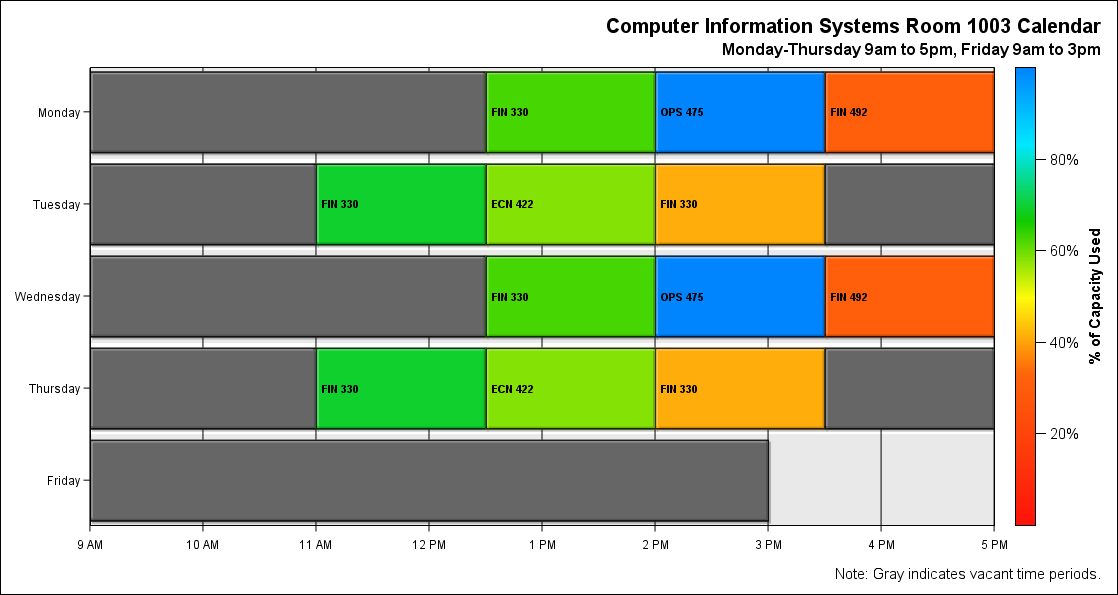 Computer Information Systems Room 1003 Calendar
Monday-Thursday 9am to 5pm, Friday 9am to 3pm
Monday
FIN 330
OPS 475
FIN 492
Tuesday
FIN 330
ECN 422
FIN 330
Wednesday
FIN 330
OPS 475
FIN 492
Thursday
FIN 330
ECN 422
FIN 330
Friday
9 AM
10 AM
11 AM
12 PM
1 PM
2 PM
3 PM
4 PM
5 PM
80%
60%
40%
20%
% of Capacity Used
Note: Gray indicates vacant time periods.